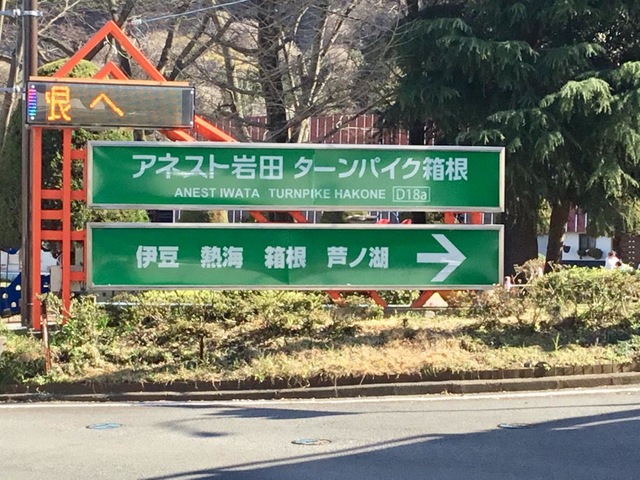 へ
アネスト岩田 ターンパイク箱根
ANEST IWATA TURNPIKE HAKONE D18a
伊豆 熱海 箱根 芦ノ湖